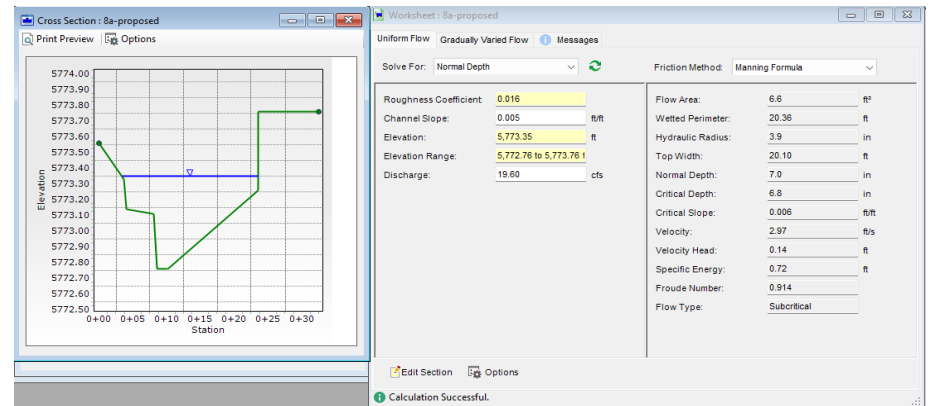 Cross Section : 8a-proposed
Print Preview Options
5774.00
5773.90
5773.80
5773.70
5773.60
5773.50
5773.40
5773.30
5773.20
5773.10
5773.00
5772.90
5772.80
5772.70
5772.60
5772.50
Elevation
0+00 0+05 0+10 0+15 0+20 0+25 0+30
Station
Worksheet : 8a-proposed
Uniform Flow Gradually Varied Flow Messages
Solve For: Normal Depth Friction Method: Manning Formula
Roughness Coefficient: 0.016
Channel Slope: 0.005 ft/ft
Elevation: 5,773.35 ft
Elevation Range: 5,772.76 to 5,773.76 f
Discharge: 19.60 cfs
Flow Area: 6.6 ft²
Wetted Perimeter: 20.36 ft
Hydraulic Radius: 3.9 in
Top Width: 20.10 ft
Normal Depth: 7.0 in
Critical Depth: 6.8 in
Critical Slope: 0.006 ft/ft
Velocity: 2.97 ft/s
Velocity Head: 0.14 ft
Specific Energy: 0.72 ft
Froude Number: 0.914
Flow Type: Subcritical
Edit Section Options
Calculation Successful.